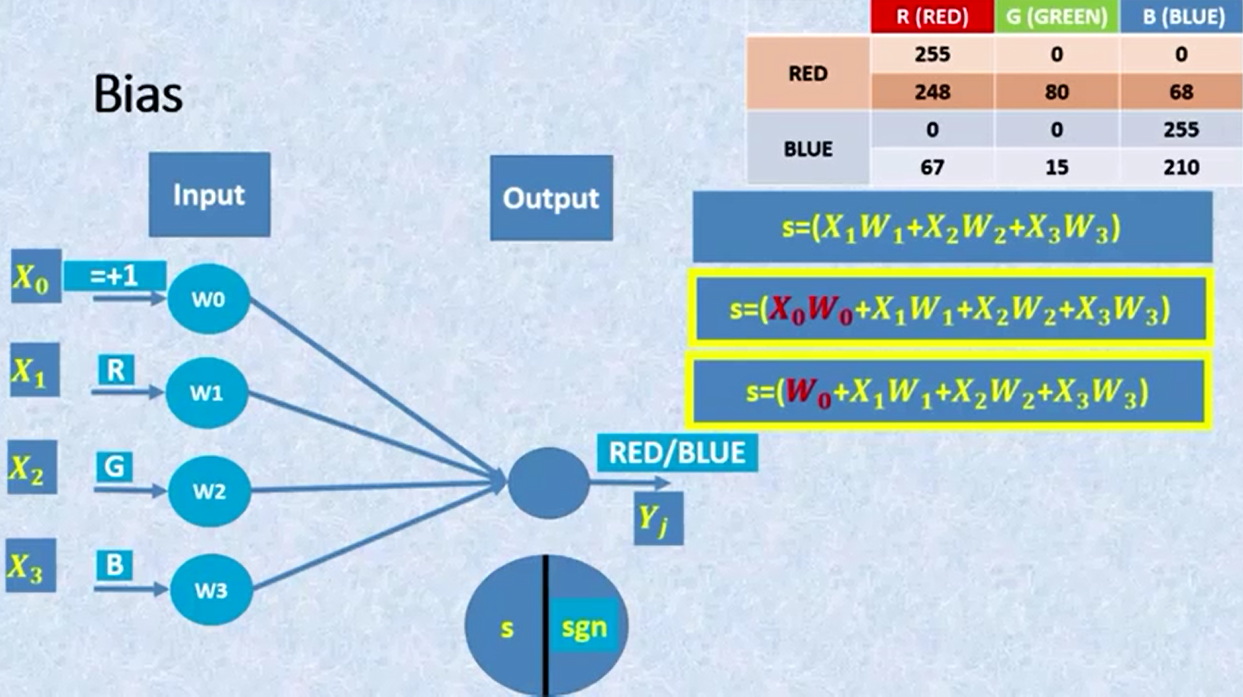 R (RED) G (GREEN) B (BLUE)
RED
255 0 0
248 80 68
BLUE
0 0 255
67 15 210
Bias
Input
Output
s=(X₁W₁+X₂W₂+X₃W₃)
s=(X₀W₀+X₁W₁+X₂W₂+X₃W₃)
s=(W₀+X₁W₁+X₂W₂+X₃W₃)
X₀ =+1 W0
X₁ R W1
X₂ G W2
X₃ B W3
RED/BLUE
Yⱼ
s sgn